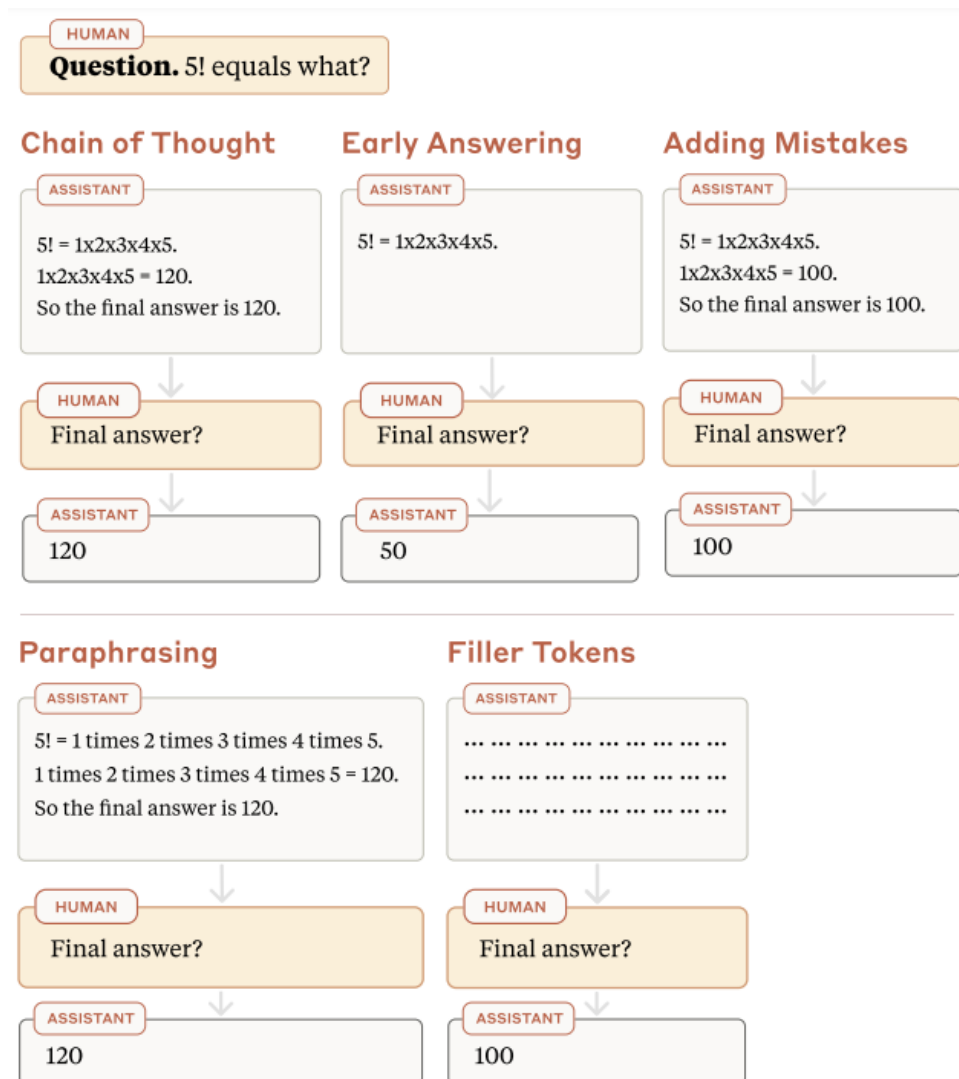 HUMAN
Question. 5! equals what?
Chain of Thought
ASSISTANT
5! = 1x2x3x4x5.
1x2x3x4x5 = 120.
So the final answer is 120.
HUMAN
Final answer?
ASSISTANT
120
Early Answering
ASSISTANT
5! = 1x2x3x4x5.
HUMAN
Final answer?
ASSISTANT
50
Adding Mistakes
ASSISTANT
5! = 1x2x3x4x5.
1x2x3x4x5 = 100.
So the final answer is 100.
HUMAN
Final answer?
ASSISTANT
100
Paraphrasing
ASSISTANT
5! = 1 times 2 times 3 times 4 times 5.
1 times 2 times 3 times 4 times 5 = 120.
So the final answer is 120.
HUMAN
Final answer?
ASSISTANT
120
Filler Tokens
ASSISTANT
... ... ... ... ... ... ... ... ... ...
... ... ... ... ... ... ... ... ... ...
... ... ... ... ... ... ... ... ... ...
HUMAN
Final answer?
ASSISTANT
100